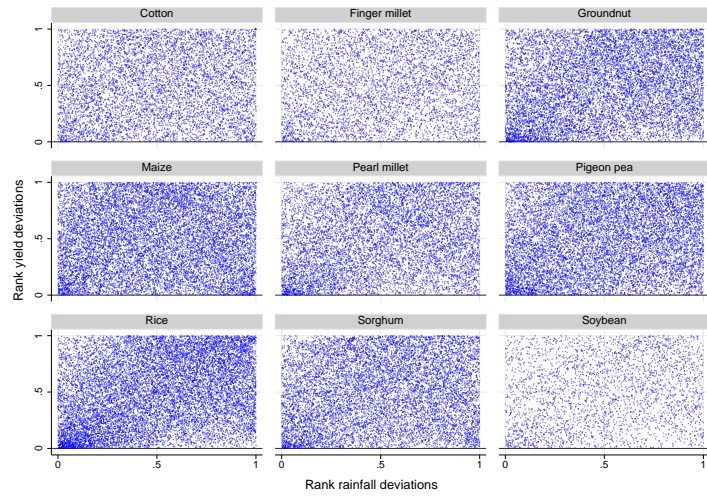 Cotton
Finger millet
Groundnut
1
.5
0
Maize
Pearl millet
Pigeon pea
1
.5
0
Rice
Sorghum
Soybean
1
.5
0
0 .5 1 0 .5 1 0 .5 1
Rank yield deviations
Rank rainfall deviations